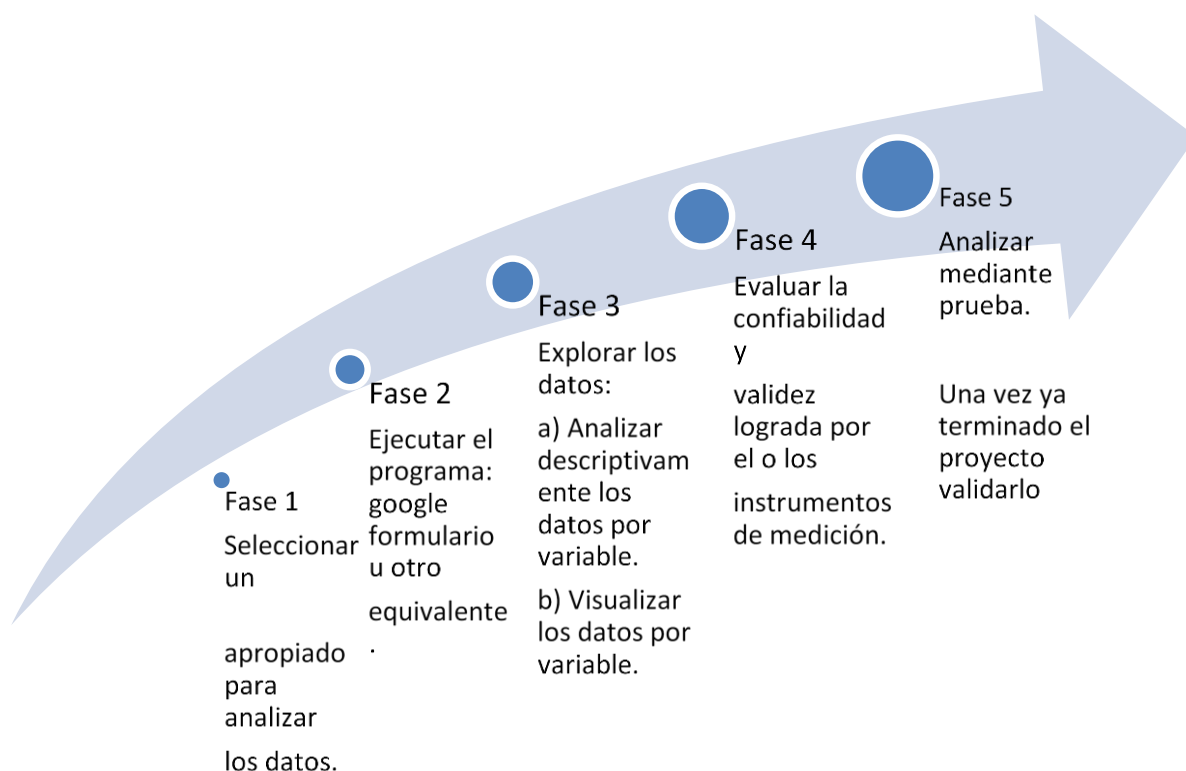 Fase 1
Seleccionar
un
apropiado
para
analizar
los datos.
Fase 2
Ejecutar el
programa:
google
formulario
u otro
equivalente
.
Fase 3
Explorar los
datos:
a) Analizar
descriptivam
ente los
datos por
variable.
b) Visualizar
los datos por
variable.
Fase 4
Evaluar la
confiabilidad
y
validez
lograda por
el o los
instrumentos
de medición.
Fase 5
Analizar
mediante
prueba.
Una vez ya
terminado el
proyecto
validarlo